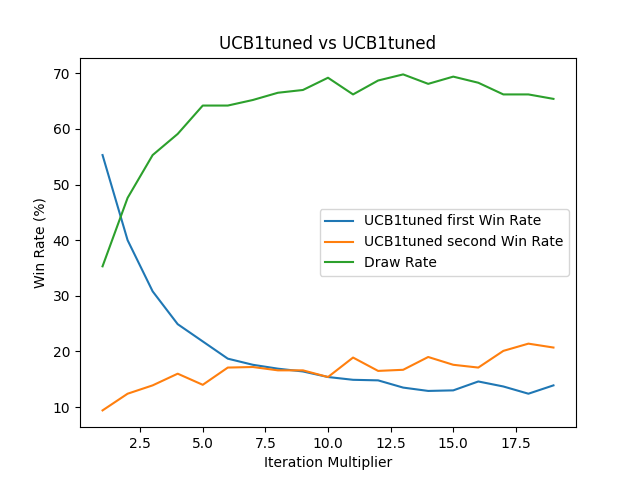 UCB1tuned vs UCB1tuned
70
60
50
40
30
20
10
Win Rate (%)
UCB1tuned first Win Rate
UCB1tuned second Win Rate
Draw Rate
2.5 5.0 7.5 10.0 12.5 15.0 17.5
Iteration Multiplier